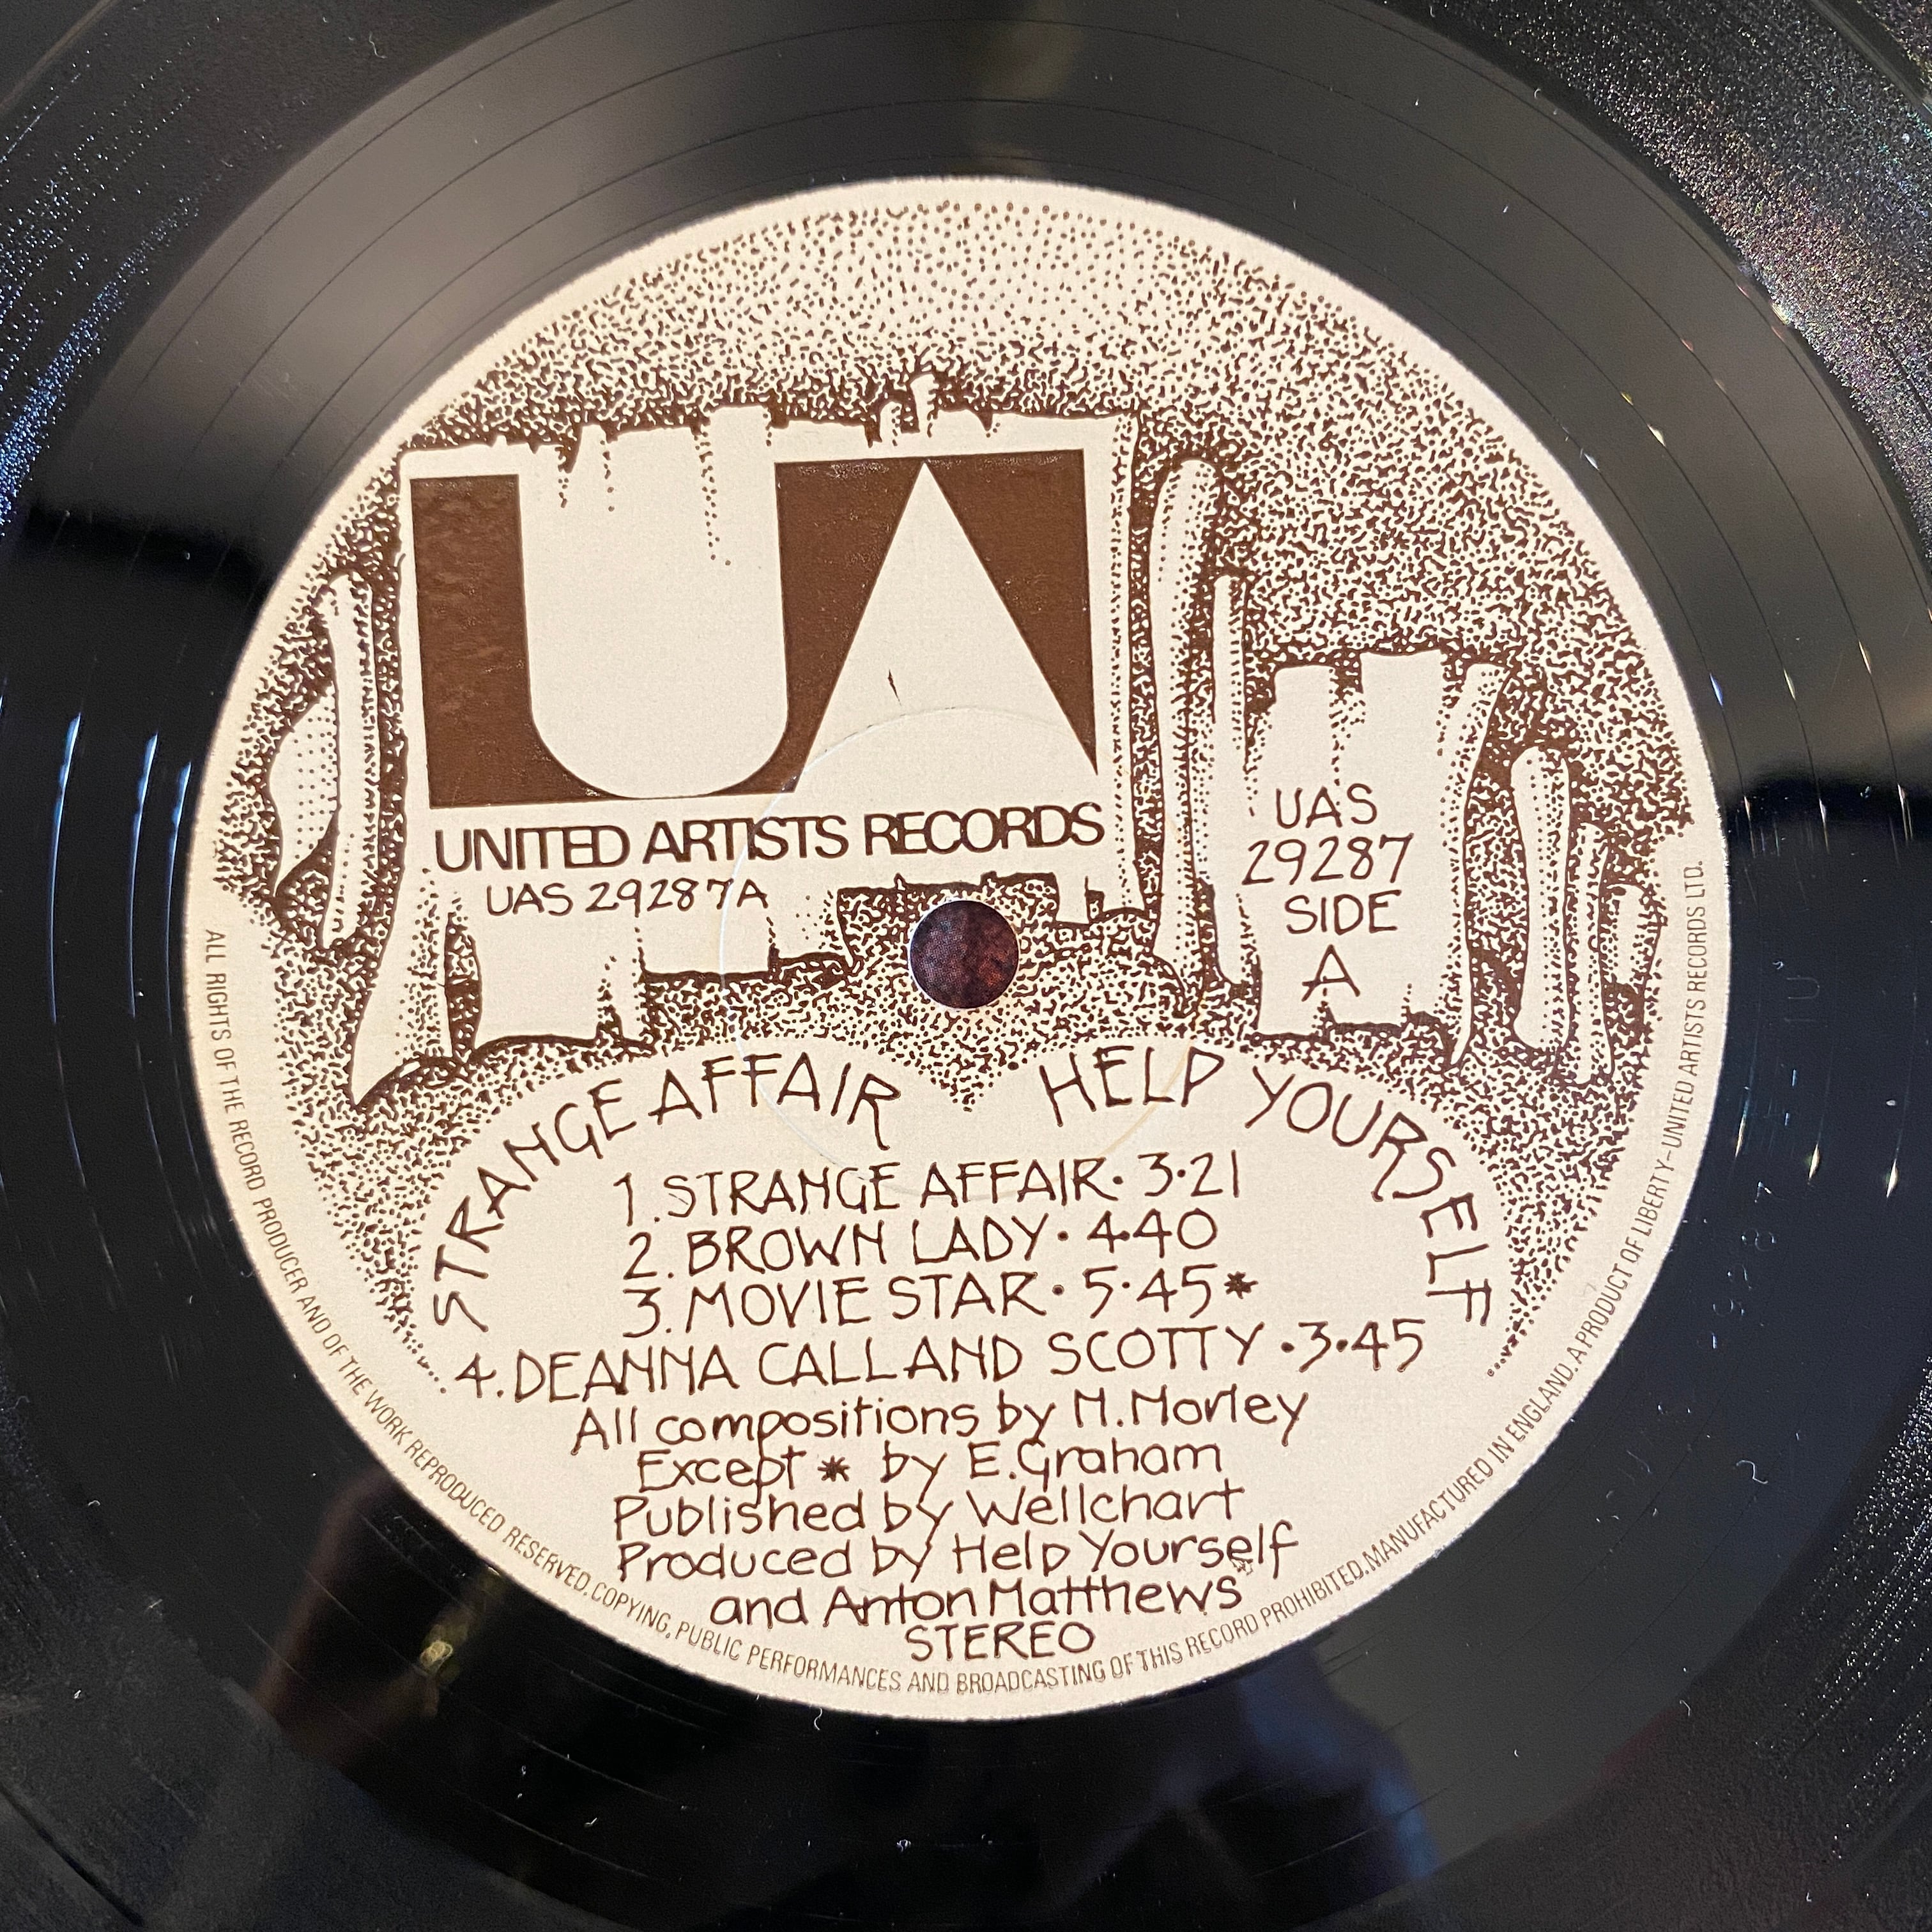 UA
UNITED ARTISTS RECORDS
UAS 29287A
UAS
29287
SIDE
A
STRANGE AFFAIR HELP YOURSELF
1. STRANGE AFFAIR · 3·21
2. BROWN LADY · 4·40
3. MOVIE STAR · 5·45*
4. DEANNA CALL AND SCOTTY · 3·45
All compositions by M. Morley
Except * by E. Graham
Published by Wellchart
Produced by Help Yourself
and Anton Matthews
STEREO
ALL RIGHTS OF THE RECORD PRODUCER AND OF THE WORK REPRODUCED RESERVED. COPYING, PUBLIC PERFORMANCES AND BROADCASTING OF THIS RECORD PROHIBITED. MANUFACTURED IN ENGLAND. A PRODUCT OF LIBERTY-UNITED ARTISTS RECORDS LTD.